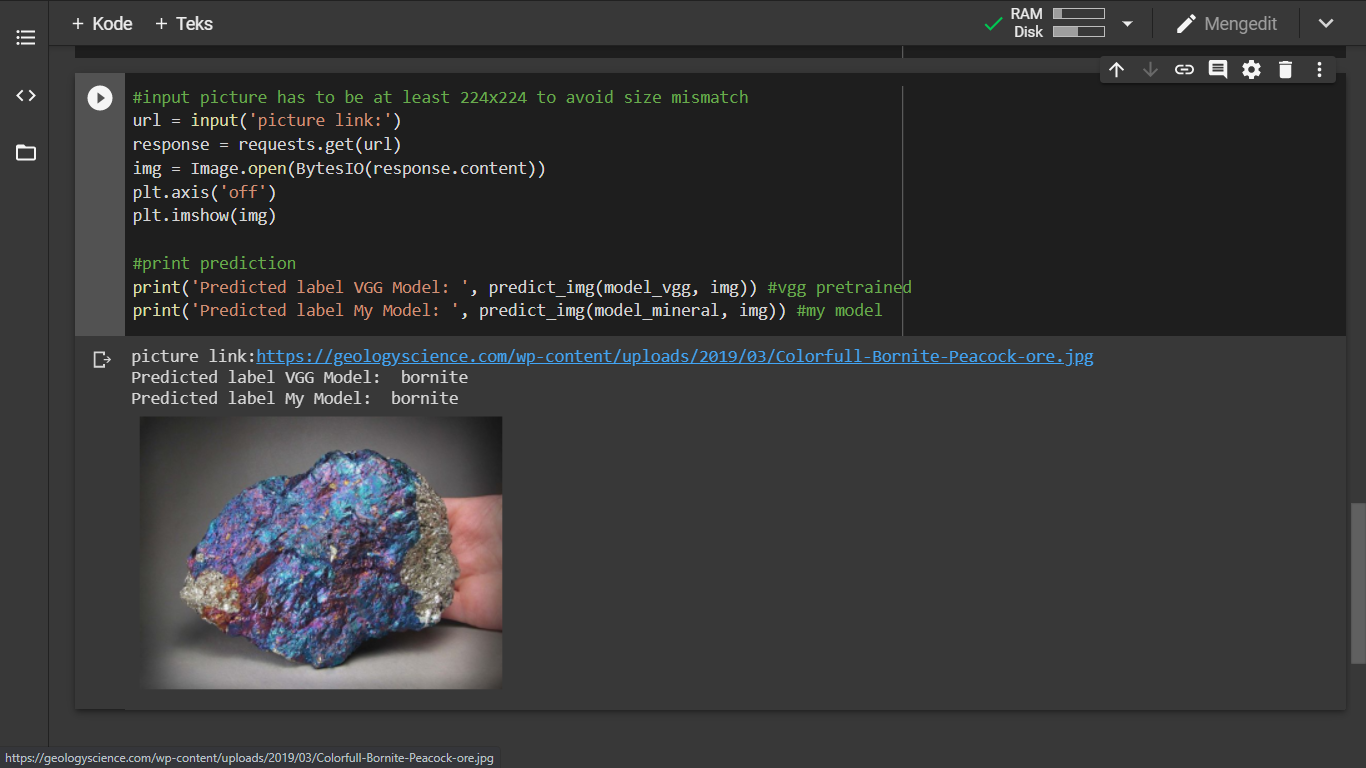 + Kode + Teks
RAM
Disk
Mengedit
#input picture has to be at least 224x224 to avoid size mismatch
url = input('picture link:')
response = requests.get(url)
img = Image.open(BytesIO(response.content))
plt.axis('off')
plt.imshow(img)
#print prediction
print('Predicted label VGG Model: ', predict_img(model_vgg, img)) #vgg pretrained
print('Predicted label My Model: ', predict_img(model_mineral, img)) #my model
picture link:https://geologyscience.com/wp-content/uploads/2019/03/Colorfull-Bornite-Peacock-ore.jpg
Predicted label VGG Model:  bornite
Predicted label My Model:  bornite
https://geologyscience.com/wp-content/uploads/2019/03/Colorfull-Bornite-Peacock-ore.jpg